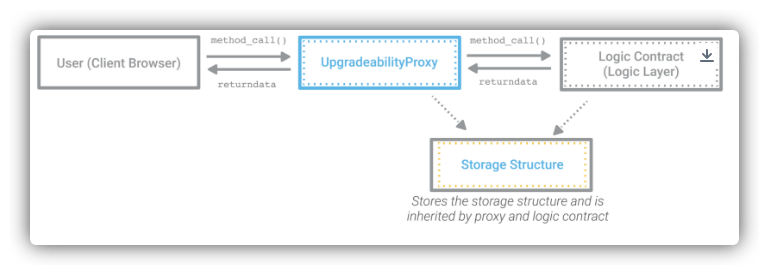 method_call()
method_call()
User (Client Browser)
UpgradeabilityProxy
Logic Contract
(Logic Layer)
returndata
returndata
Storage Structure
Stores the storage structure and is
inherited by proxy and logic contract